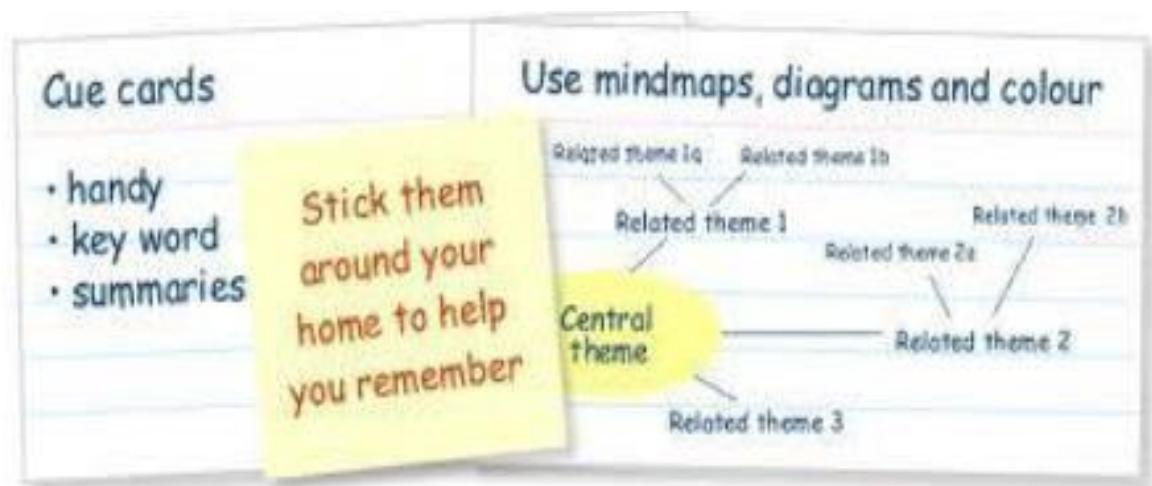 Cue cards
• handy
• key word
• summaries
Stick them
around your
home to help
you remember
Use mindmaps, diagrams and colour
Related theme 1a
Related theme 1b
Related theme 1
Related theme 2b
Related theme 2a
Central
theme
Related theme 2
Related theme 3